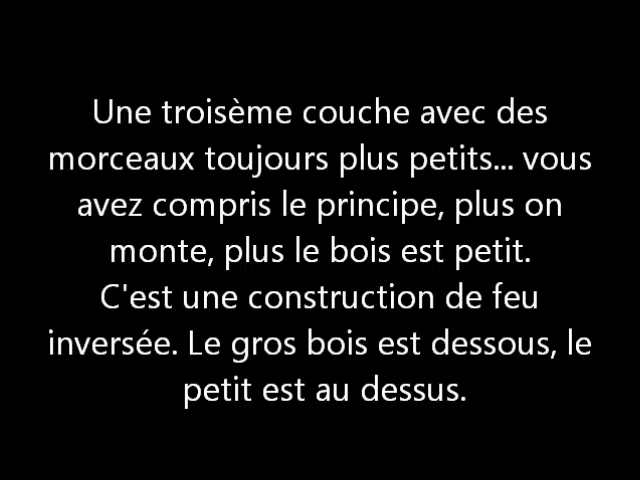 Une troisème couche avec des
morceaux toujours plus petits... vous
avez compris le principe, plus on
monte, plus le bois est petit.
C'est une construction de feu
inversée. Le gros bois est dessous, le
petit est au dessus.